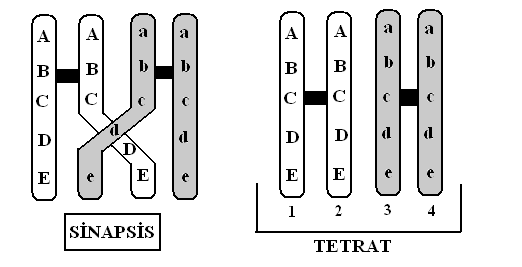 A A a a
B B b b
C C c c
D d D d
E e E e
SİNAPSİS
A A a a
B B b b
C C c c
D D d d
E E e e
1 2 3 4
TETRAT